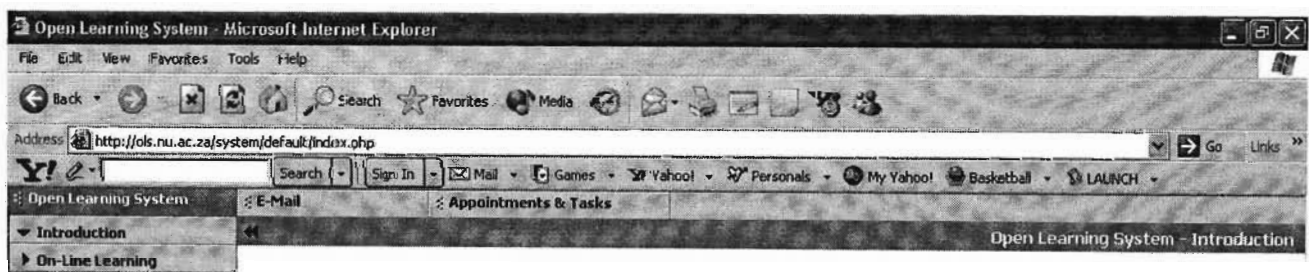 Open Learning System - Microsoft Internet Explorer
File Edit View Favorites Tools Help
Back Search Favorites Media
Address http://ols.nu.ac.za/system/default/index.php Go Links »
Y! Search Sign In Mail Games Yahoo! Personals My Yahoo! Basketball LAUNCH
Open Learning System E-Mail Appointments & Tasks
Introduction Open Learning System - Introduction
On-Line Learning